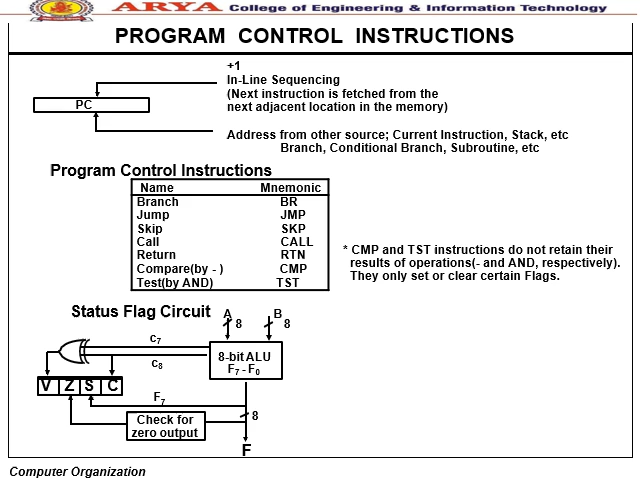 ARYA College of Engineering & Information Technology
PROGRAM CONTROL INSTRUCTIONS
+1
In-Line Sequencing
(Next instruction is fetched from the
next adjacent location in the memory)
PC
Address from other source; Current Instruction, Stack, etc
Branch, Conditional Branch, Subroutine, etc
Program Control Instructions
Name Mnemonic
Branch BR
Jump JMP
Skip SKP
Call CALL
Return RTN
Compare(by - ) CMP
Test(by AND) TST
* CMP and TST instructions do not retain their
results of operations(- and AND, respectively).
They only set or clear certain Flags.
Status Flag Circuit
A B
8 8
c7
c8
8-bit ALU
F7 - F0
V Z S C
F7
8
Check for
zero output
F
Computer Organization